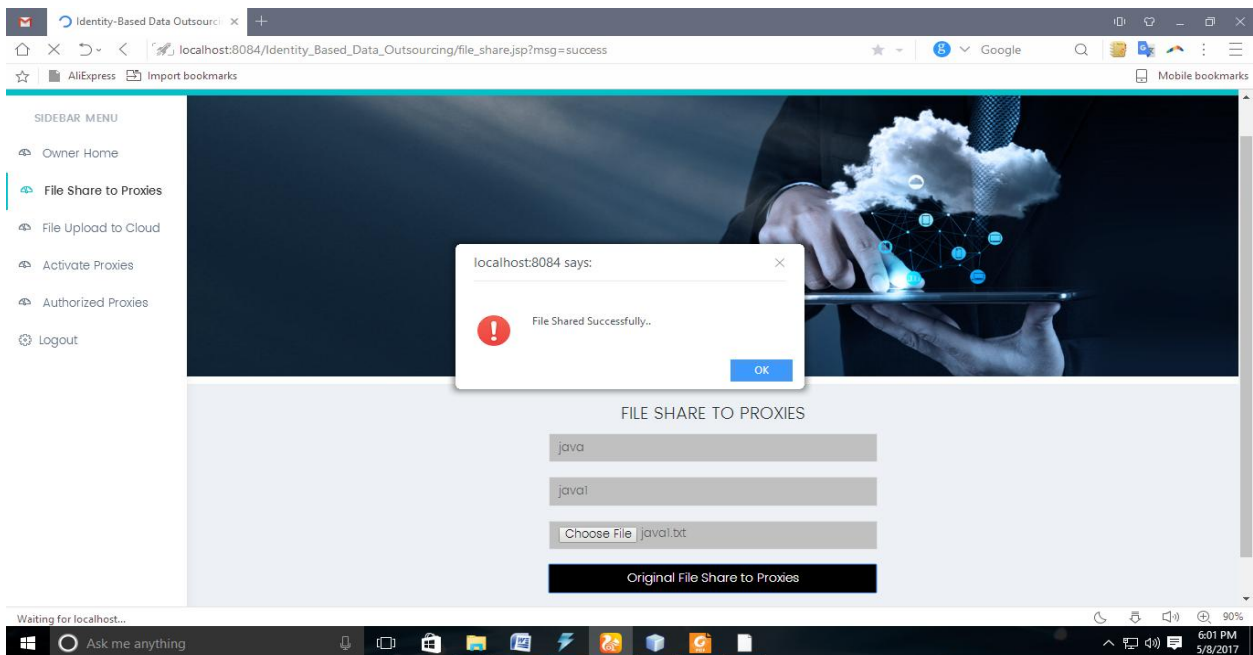 Identity-Based Data Outsourci
localhost:8084/Identity_Based_Data_Outsourcing/file_share.jsp?msg=success
Google
AliExpress Import bookmarks
Mobile bookmarks
SIDEBAR MENU
Owner Home
File Share to Proxies
File Upload to Cloud
Activate Proxies
Authorized Proxies
Logout
localhost:8084 says:
File Shared Successfully..
OK
FILE SHARE TO PROXIES
java
java1
Choose File java1.txt
Original File Share to Proxies
Waiting for localhost...
90%
Ask me anything
6:01 PM
5/8/2017